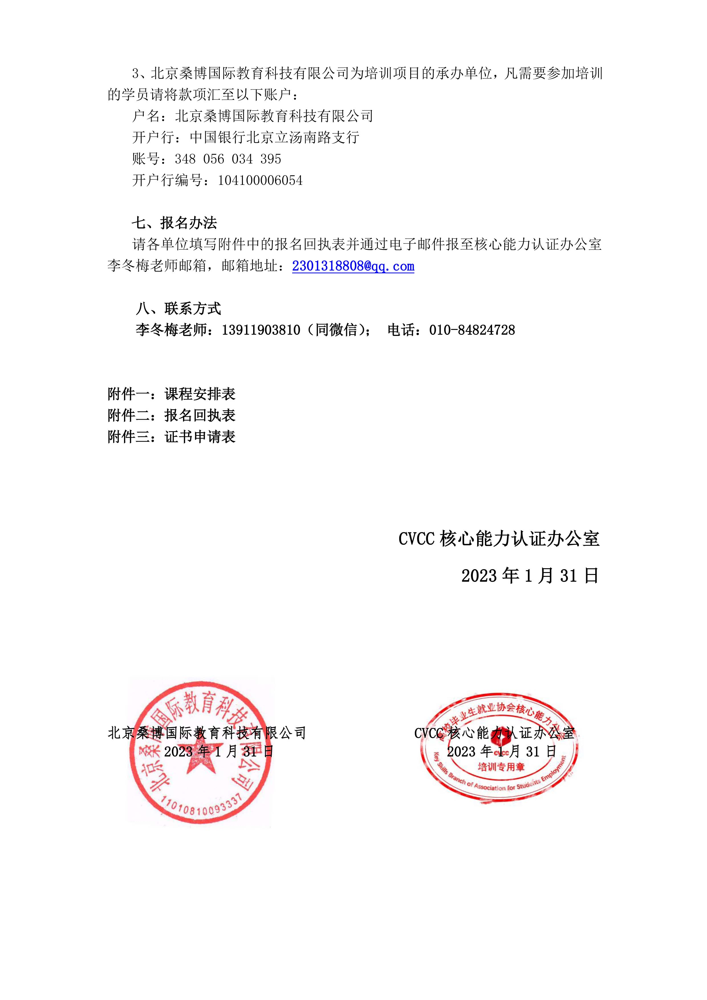 3、北京桑博国际教育科技有限公司为培训项目的承办单位，凡需要参加培训
的学员请将款项汇至以下账户：
户名：北京桑博国际教育科技有限公司
开户行：中国银行北京立汤南路支行
账号：348 056 034 395
开户行编号：104100006054
七、报名办法
请各单位填写附件中的报名回执表并通过电子邮件报至核心能力认证办公室
李冬梅老师邮箱，邮箱地址：2301318808@qq.com
八、联系方式
李冬梅老师：13911903810（同微信）； 电话：010-84824728
附件一：课程安排表
附件二：报名回执表
附件三：证书申请表
CVCC 核心能力认证办公室
2023 年 1 月 31 日
北京桑博国际教育科技有限公司
2023 年 1 月 31 日
北京桑博国际教育科技有限公司
11010810093337
CVCC 核心能力认证办公室
2023 年 1 月 31 日
高校毕业生就业协会核心能力分会
CVCC
培训专用章
Key Skills Branch of Association for Students Employment